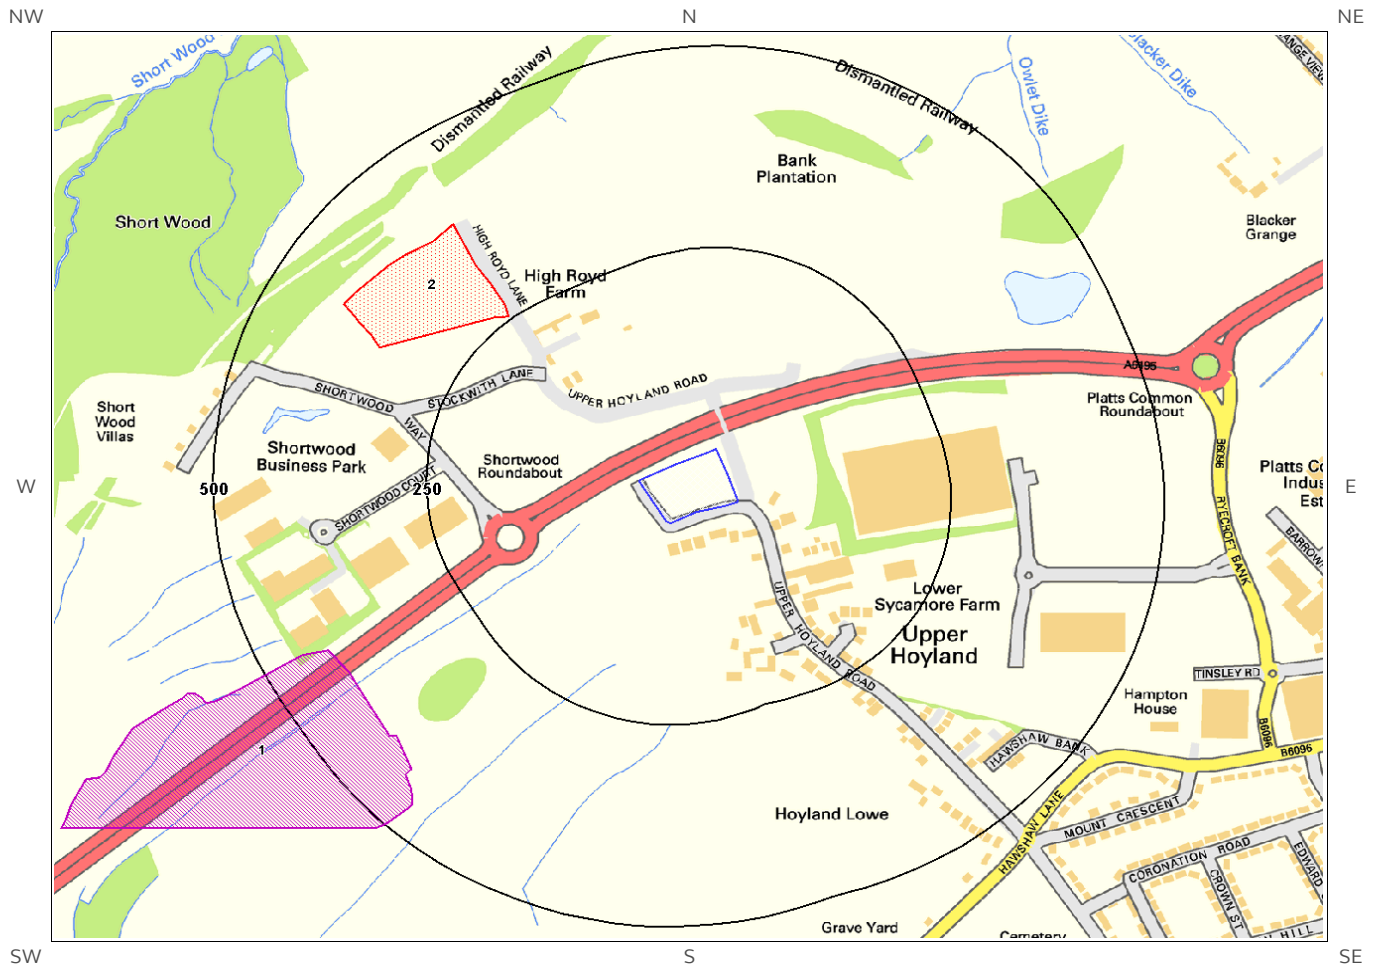 NW
N
NE
Short Wood
Dismantled Railway
Dismantled Railway
Owlet Dike
Blacker Dike
Bank
Plantation
Short Wood
Blacker
Grange
HIGH ROYD LANE
High Royd
Farm
2
A6195
Platts Common
Roundabout
SHORTWOOD
WAY
STOCKWITH LANE
UPPER HOYLAND ROAD
Short
Wood
Villas
Shortwood
Business Park
Shortwood
Roundabout
B6096
W
500
250
E
SHORTWOOD COURT
RYECROFT BANK
UPPER HOYLAND ROAD
Lower
Sycamore Farm
Upper
Hoyland
TINSLEY RD
Hampton
House
B6096
B6096
1
HAWSHAW BANK
Hoyland Lowe
HAWSHAW LANE
MOUNT CRESCENT
CORONATION ROAD
EDWARD
CROWN ST
HILL
Grave Yard
SW
S
SE